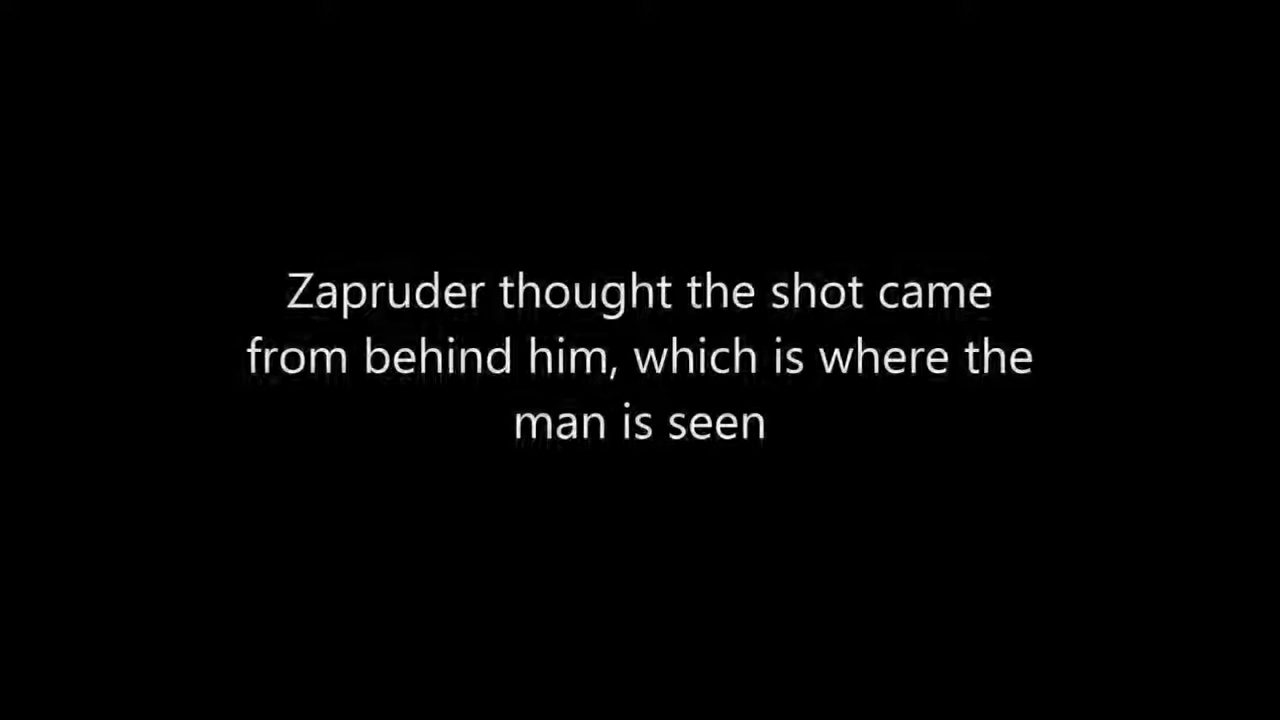 Zapruder thought the shot came
from behind him, which is where the
man is seen